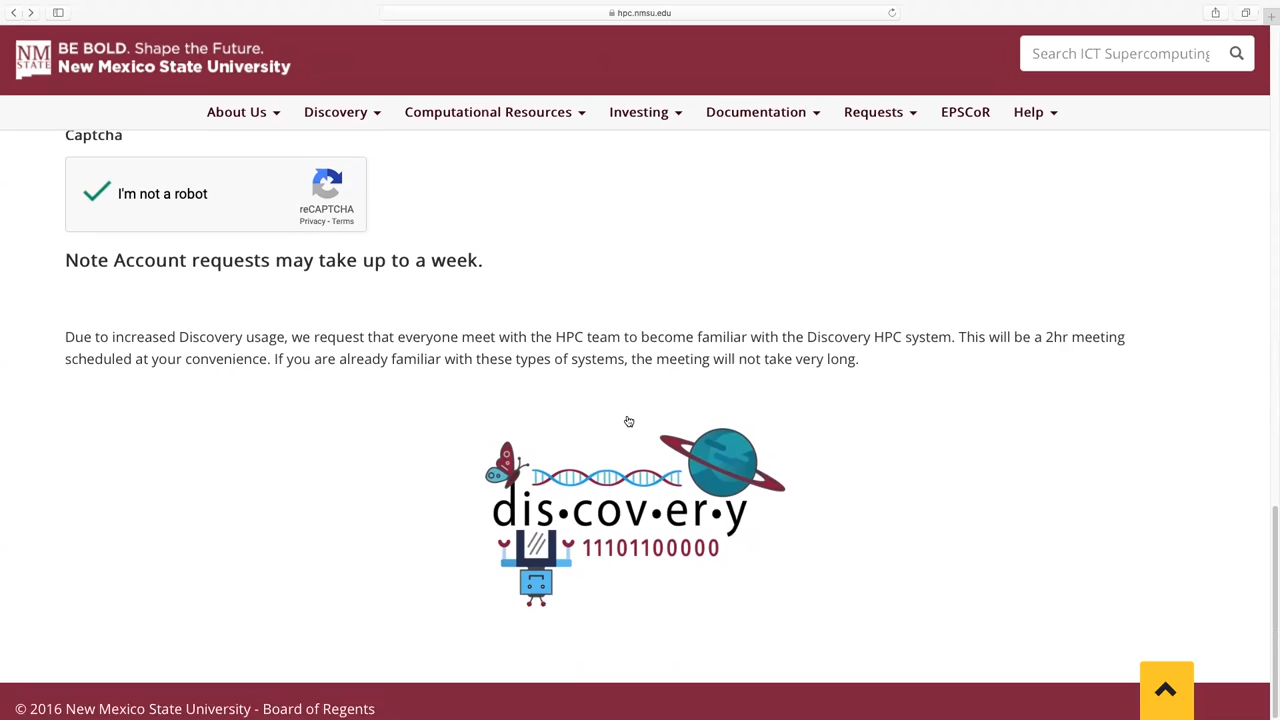 hpc.nmsu.edu
NM STATE
BE BOLD. Shape the Future.
New Mexico State University
Search ICT Supercomputing
About Us
Discovery
Computational Resources
Investing
Documentation
Requests
EPSCoR
Help
Captcha
I'm not a robot
reCAPTCHA
Privacy - Terms
Note Account requests may take up to a week.
Due to increased Discovery usage, we request that everyone meet with the HPC team to become familiar with the Discovery HPC system. This will be a 2hr meeting
scheduled at your convenience. If you are already familiar with these types of systems, the meeting will not take very long.
dis•cov•er•y
11101100000
© 2016 New Mexico State University - Board of Regents